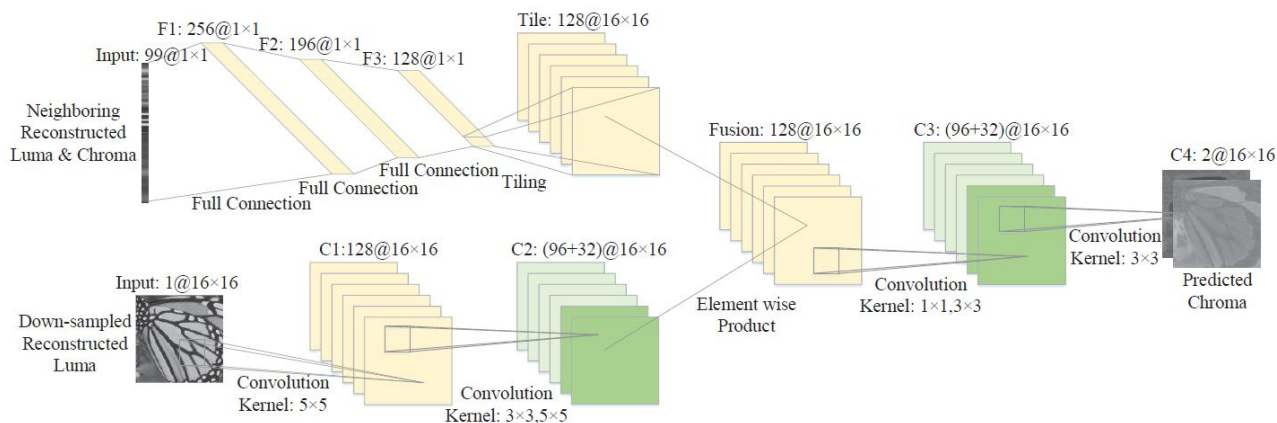 F1: 256@1×1
Input: 99@1×1
F2: 196@1×1
F3: 128@1×1
Tile: 128@16×16
Neighboring
Reconstructed
Luma & Chroma
Full Connection
Full Connection
Full Connection
Tiling
Fusion: 128@16×16
C3: (96+32)@16×16
C4: 2@16×16
Convolution
Kernel: 3×3
Predicted
Chroma
Convolution
Kernel: 1×1,3×3
Element wise
Product
C1:128@16×16
C2: (96+32)@16×16
Input: 1@16×16
Down-sampled
Reconstructed
Luma
Convolution
Kernel: 5×5
Convolution
Kernel: 3×3,5×5